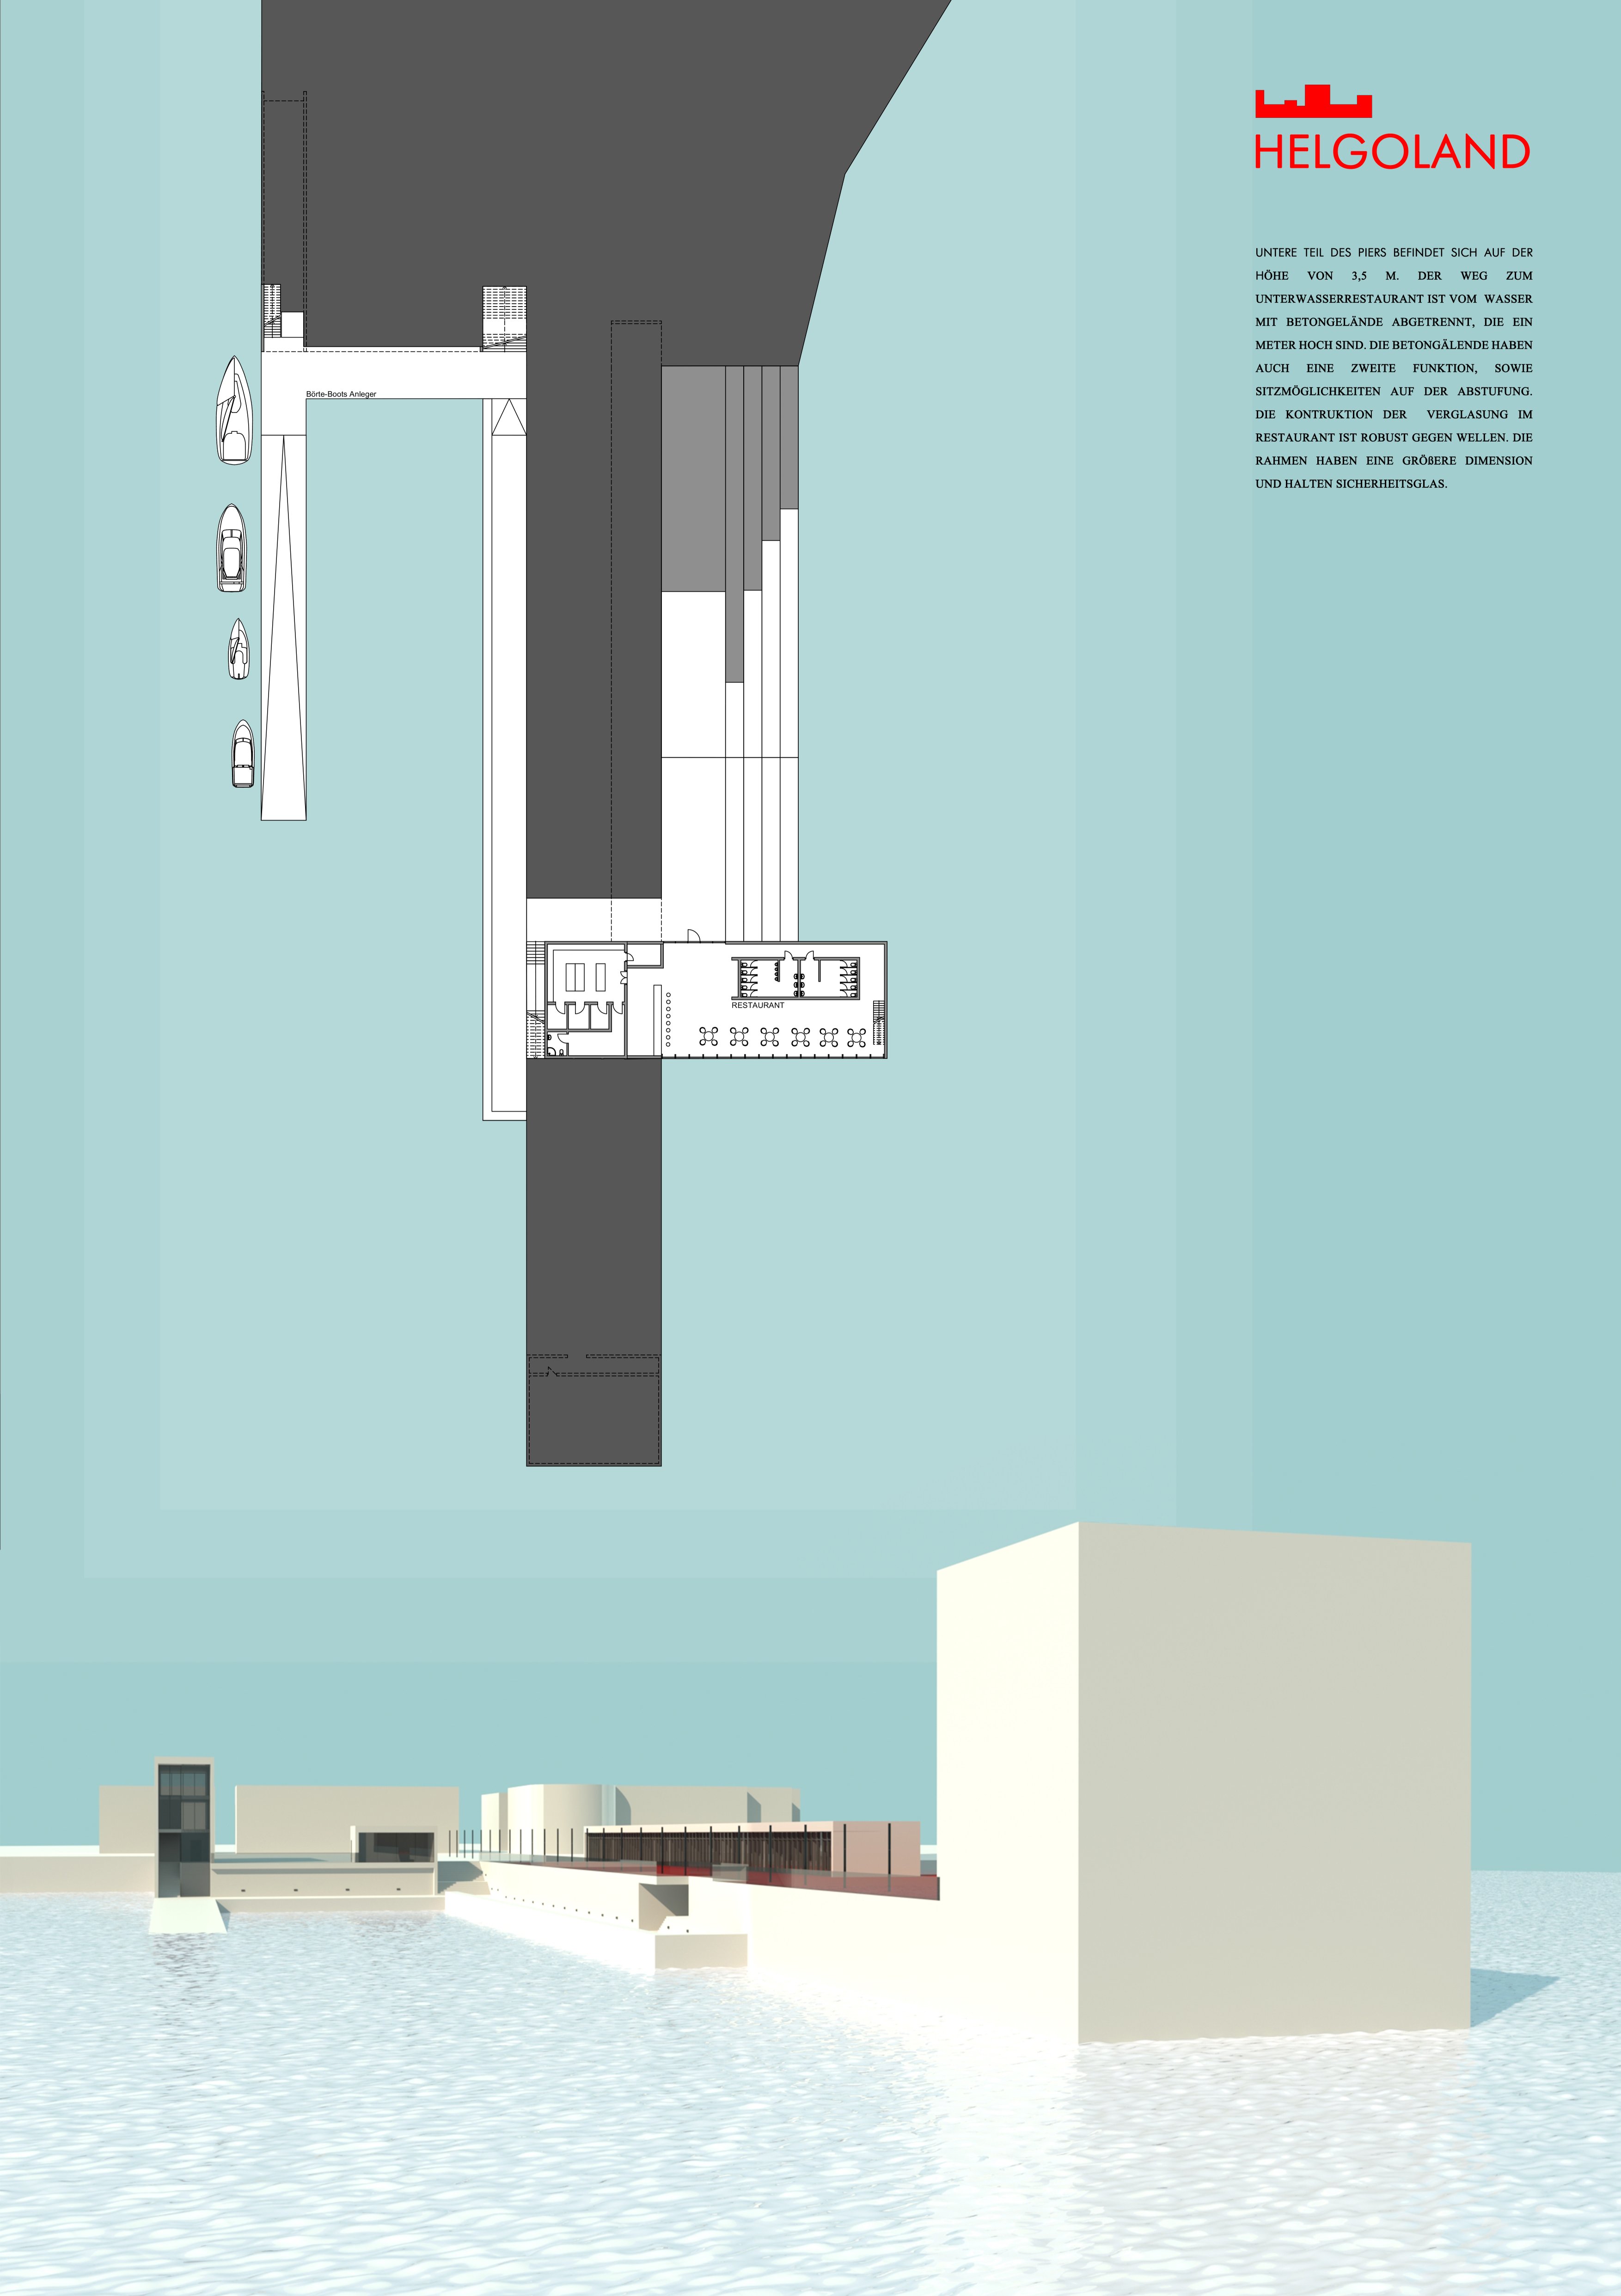 HELGOLAND
UNTERE TEIL DES PIERS BEFINDET SICH AUF DER
HÖHE VON 3,5 M. DER WEG ZUM
UNTERWASSERRESTAURANT IST VOM WASSER
MIT BETONGELÄNDE ABGETRENNT, DIE EIN
METER HOCH SIND. DIE BETONGÄLENDE HABEN
AUCH EINE ZWEITE FUNKTION, SOWIE
SITZMÖGLICHKEITEN AUF DER ABSTUFUNG.
DIE KONTRUKTION DER VERGLASUNG IM
RESTAURANT IST ROBUST GEGEN WELLEN. DIE
RAHMEN HABEN EINE GRÖßERE DIMENSION
UND HALTEN SICHERHEITSGLAS.
Börte-Boots Anleger
RESTAURANT